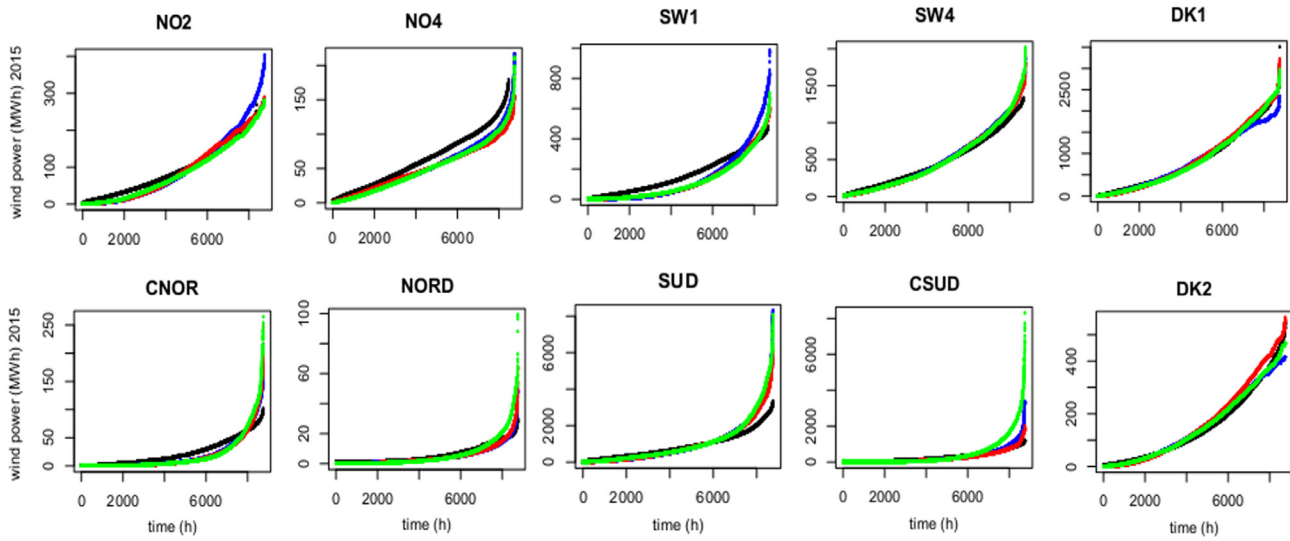 NO2 NO4 SW1 SW4 DK1
wind power (MWh) 2015
0 100 300
0 50 150
0 400 800
0 500 1500
0 1000 2500
0 2000 6000
0 2000 6000
0 2000 6000
0 2000 6000
0 2000 6000
CNOR NORD SUD CSUD DK2
wind power (MWh) 2015
0 50 150 250
0 20 60 100
0 2000 6000
0 2000 6000
0 200 400
0 2000 6000
0 2000 6000
0 2000 6000
0 2000 6000
0 2000 6000
time (h) time (h) time (h) time (h) time (h)